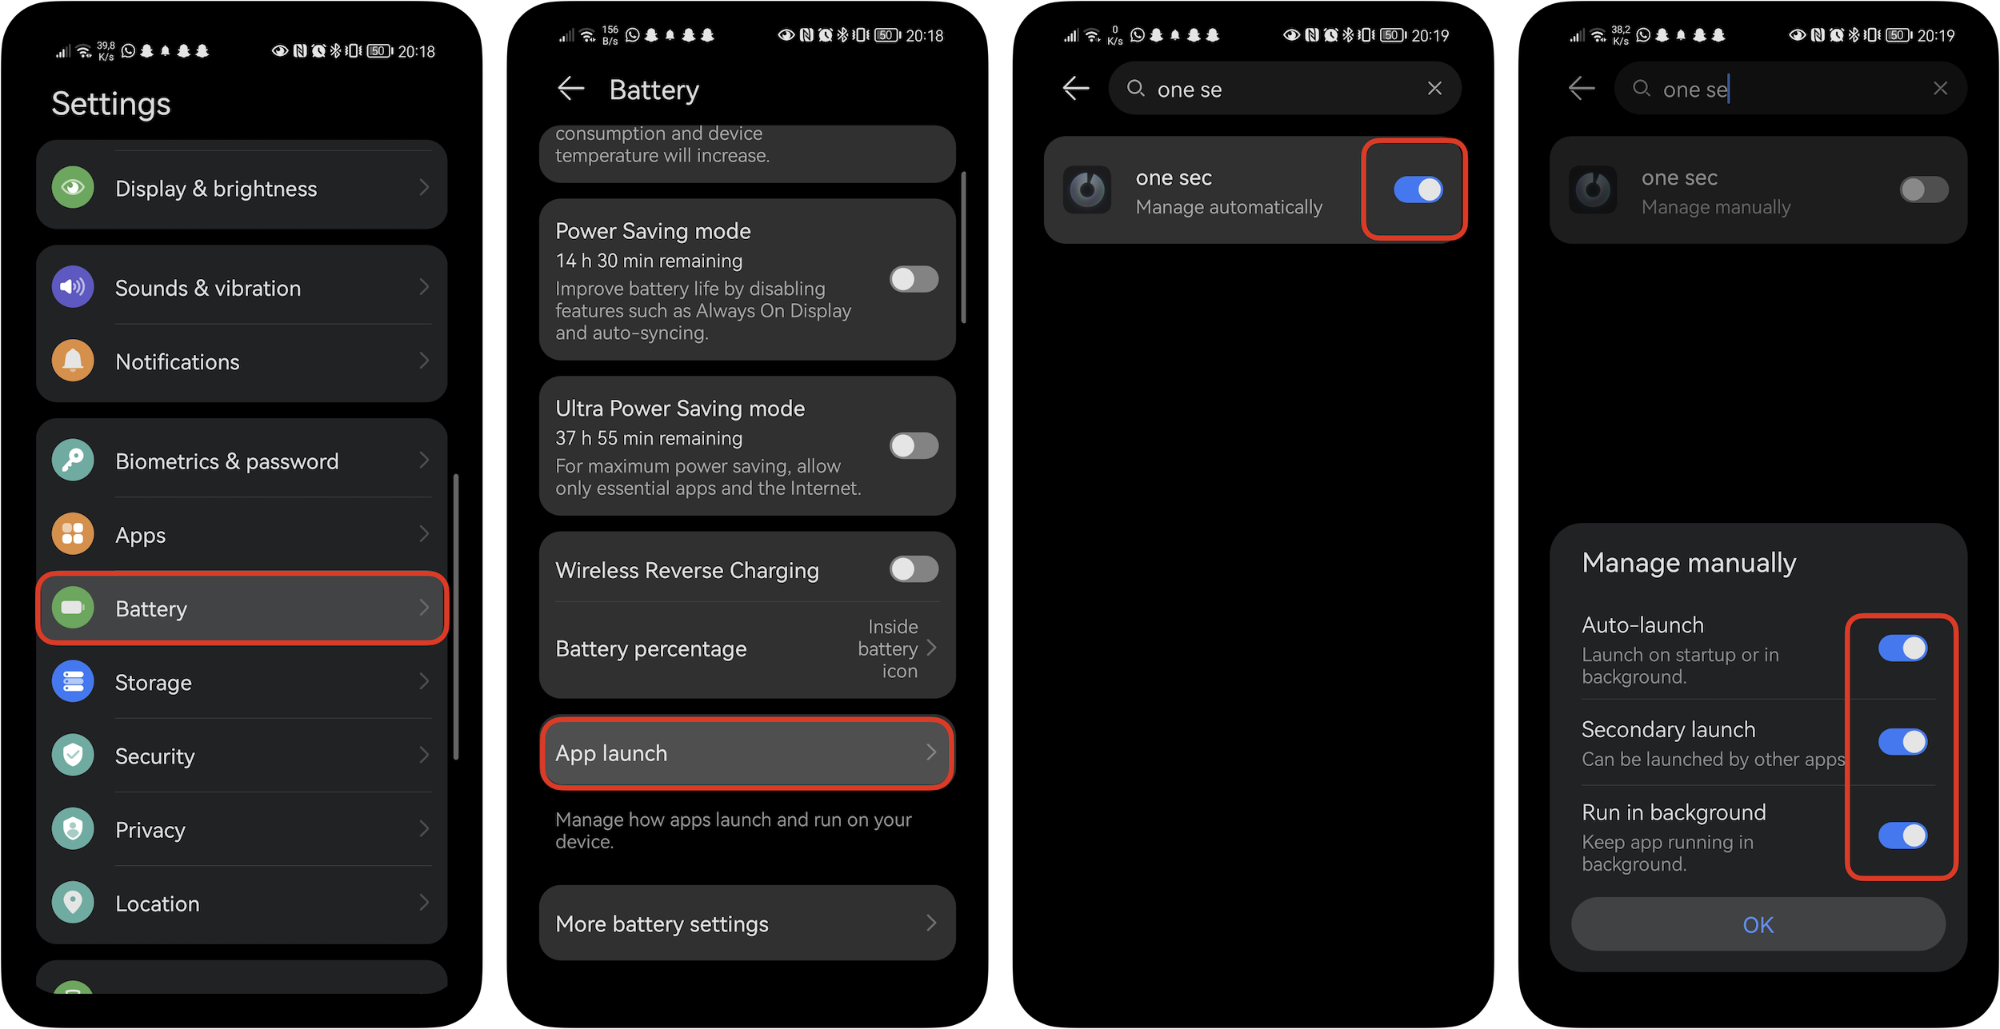 39,8 K/s
50
20:18
Settings
Display & brightness
Sounds & vibration
Notifications
Biometrics & password
Apps
Battery
Storage
Security
Privacy
Location
156 B/s
50
20:18
Battery
consumption and device
temperature will increase.
Power Saving mode
14 h 30 min remaining
Improve battery life by disabling
features such as Always On Display
and auto-syncing.
Ultra Power Saving mode
37 h 55 min remaining
For maximum power saving, allow
only essential apps and the Internet.
Wireless Reverse Charging
Battery percentage
Inside
battery
icon
App launch
Manage how apps launch and run on your
device.
More battery settings
0 K/s
50
20:19
one se
one sec
Manage automatically
38,2 K/s
50
20:19
one se
one sec
Manage manually
Manage manually
Auto-launch
Launch on startup or in
background.
Secondary launch
Can be launched by other apps
Run in background
Keep app running in
background.
OK